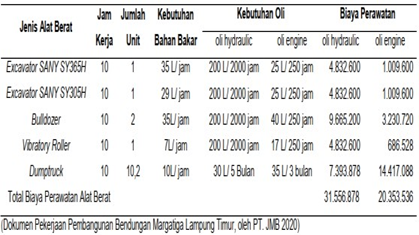 Jenis Alat Berat Jam Kerja Jumlah Unit Kebutuhan Bahan Bakar Kebutuhan Oli Biaya Perawatan
oli hydraulic oli engine oli hydraulic oli engine
Excavator SANY SY365H 10 1 35 L/ jam 200 L/ 2000 jam 25 L/ 250 jam 4.832.600 1.009.600
Excavator SANY SY305H 10 1 29 L/ jam 200 L/ 2000 jam 25 L/ 250 jam 4.832.600 1.009.600
Bulldozer 10 2 35L/ jam 200 L/ 2000 jam 40 L/ 250 jam 9.665.200 3.230.720
Vibratory Roller 10 1 7L/ jam 200 L/ 2000 jam 17 L/ 250 jam 4.832.600 686.528
Dumptruck 10 10,2 10L/ jam 30 L/ 5 Bulan 35 L/ 3 bulan 7.393.878 14.417.088
Total Biaya Perawatan Alat Berat 31.556.878 20.353.536
(Dokumen Pekerjaan Pembangunan Bendungan Margatiga Lampung Timur, oleh PT. JMB 2020)